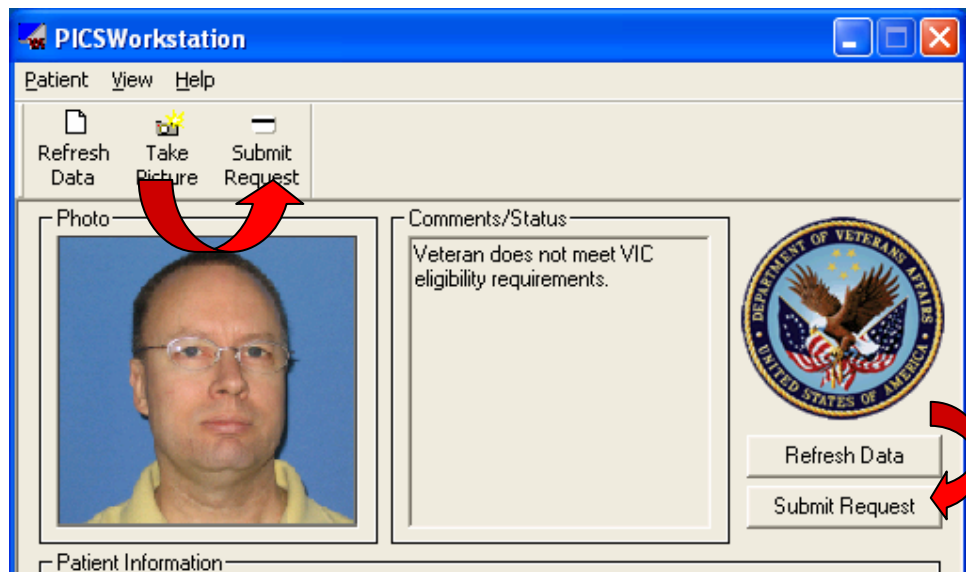 PICSWorkstation
Patient View Help
Refresh Data
Take Picture
Submit Request
Photo
Comments/Status
Veteran does not meet VIC
eligibility requirements.
DEPARTMENT OF VETERANS AFFAIRS
UNITED STATES OF AMERICA
Refresh Data
Submit Request
Patient Information